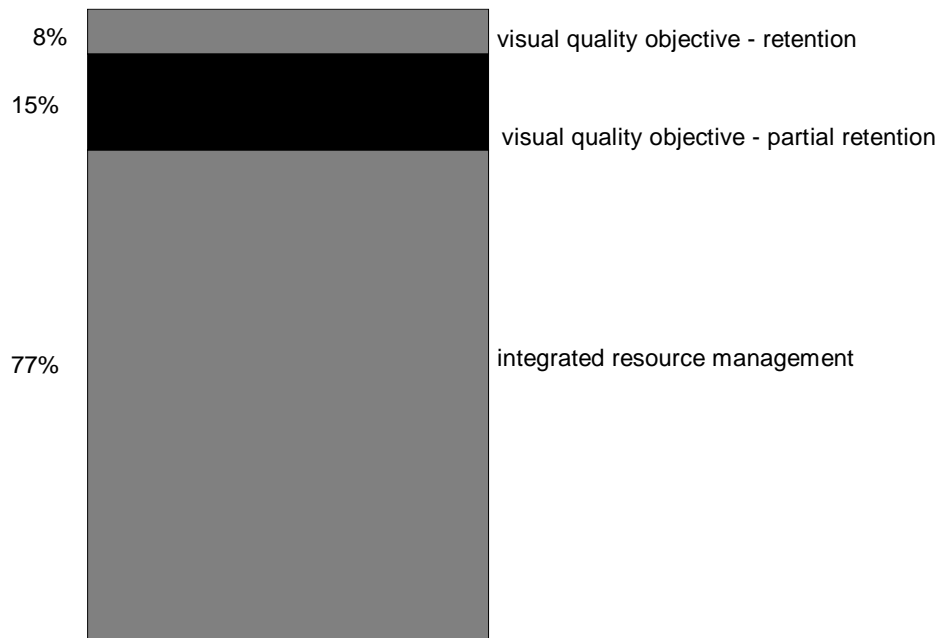 8%
visual quality objective - retention
15%
visual quality objective - partial retention
77%
integrated resource management